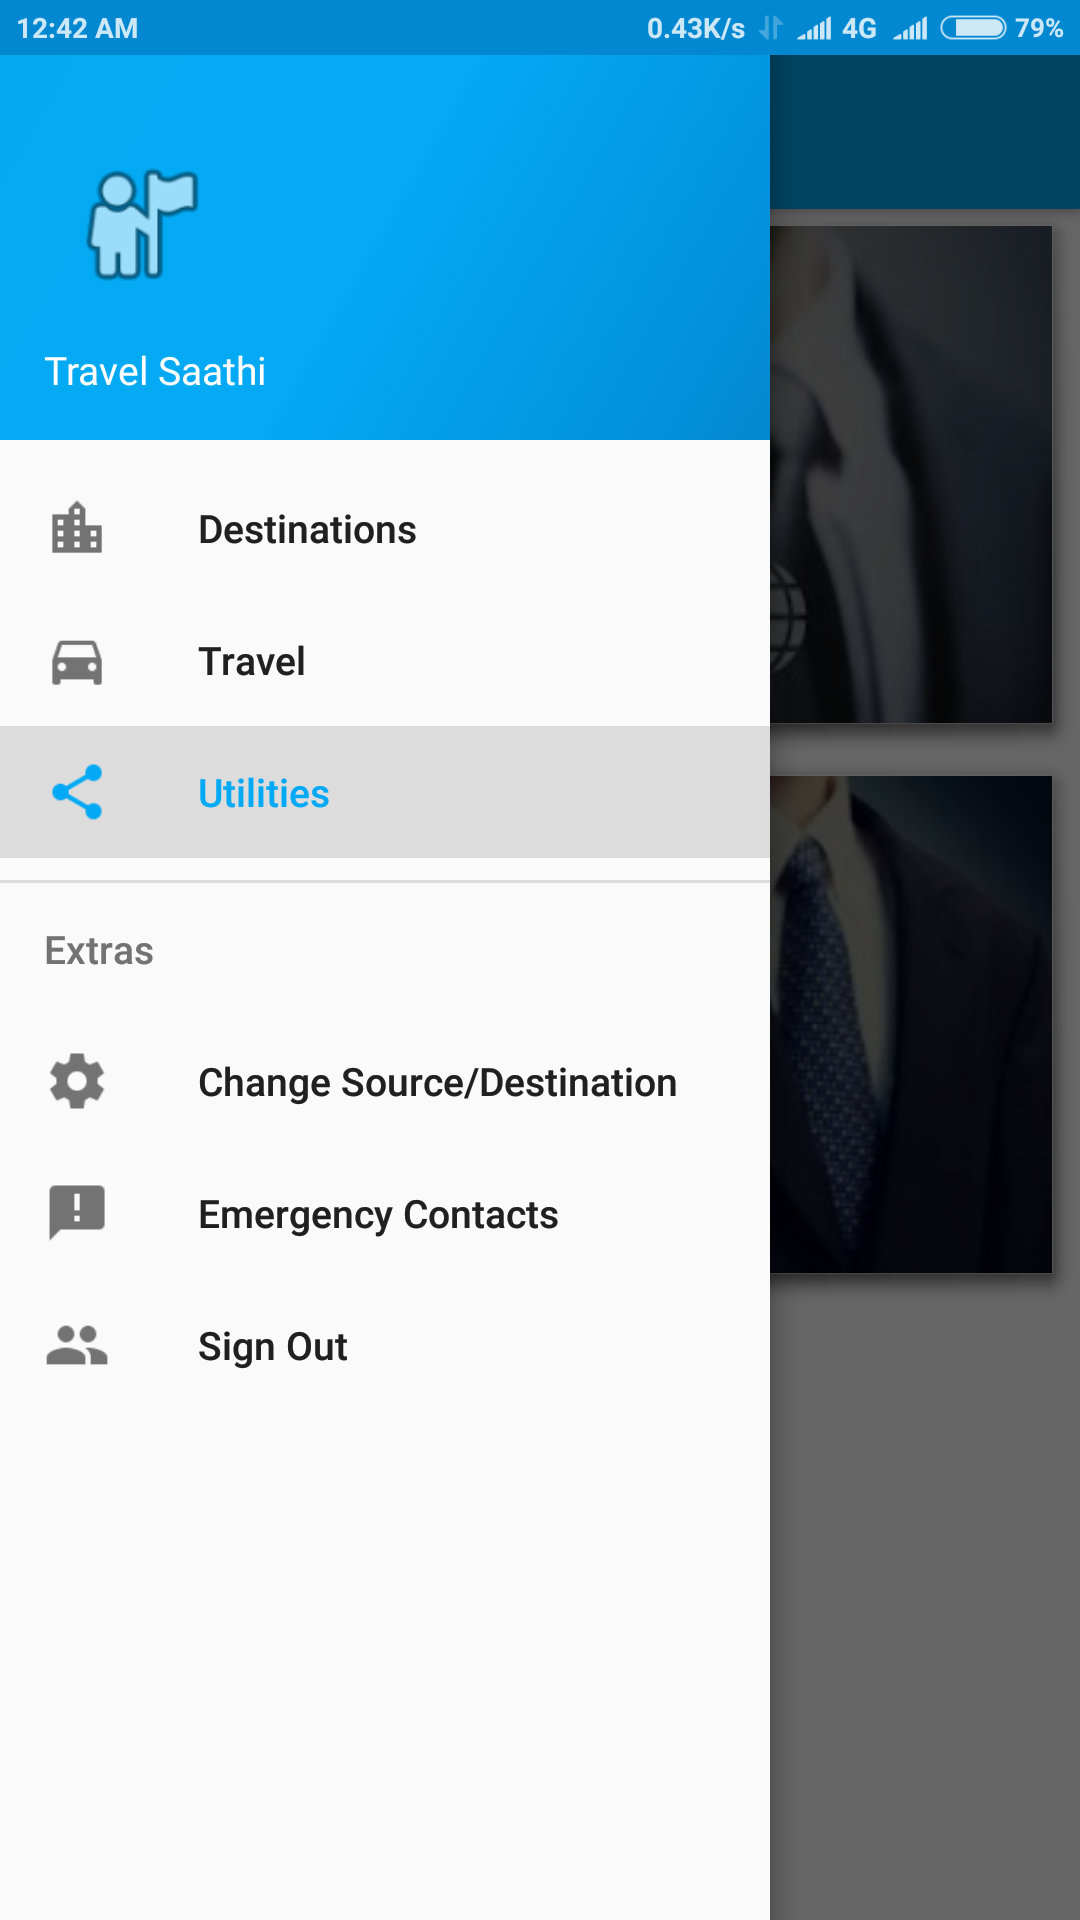 12:42 AM 0.43K/s 4G 79%
Travel Saathi
Destinations
Travel
Utilities
Extras
Change Source/Destination
Emergency Contacts
Sign Out